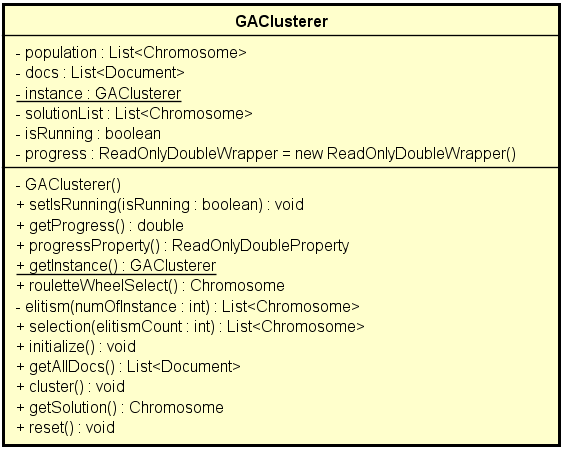 GAClusterer
- population : List<Chromosome>
- docs : List<Document>
- instance : GAClusterer
- solutionList : List<Chromosome>
- isRunning : boolean
- progress : ReadOnlyDoubleWrapper = new ReadOnlyDoubleWrapper()
- GAClusterer()
+ setIsRunning(isRunning : boolean) : void
+ getProgress() : double
+ progressProperty() : ReadOnlyDoubleProperty
+ getInstance() : GAClusterer
+ rouletteWheelSelect() : Chromosome
- elitism(numOfInstance : int) : List<Chromosome>
+ selection(elitismCount : int) : List<Chromosome>
+ initialize() : void
+ getAllDocs() : List<Document>
+ cluster() : void
+ getSolution() : Chromosome
+ reset() : void